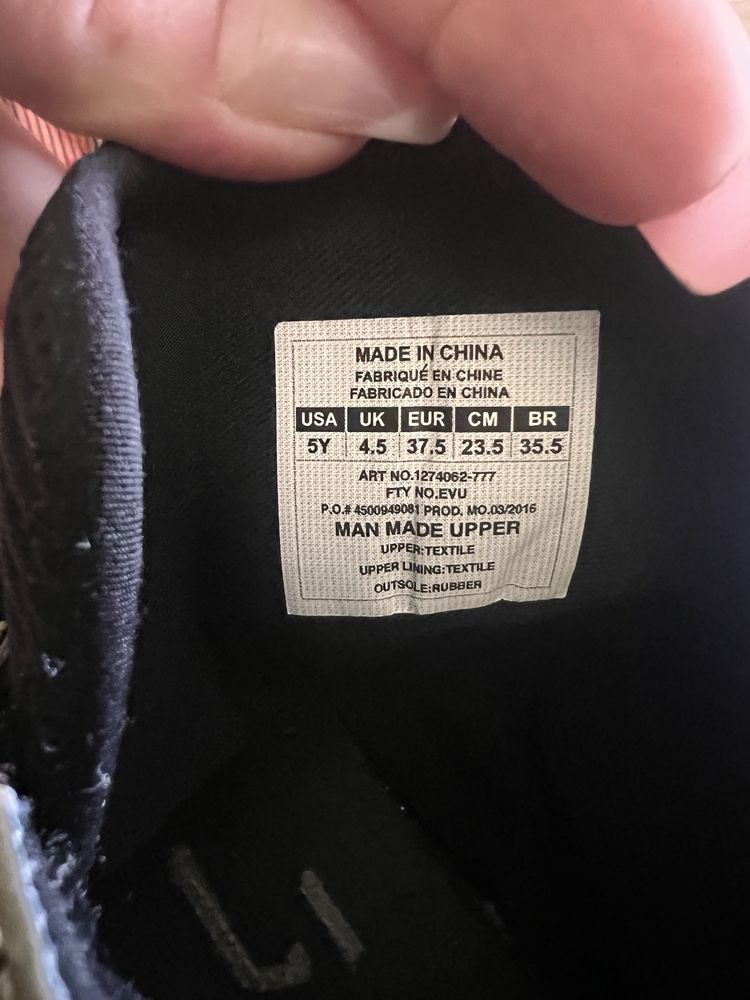 MADE IN CHINA
FABRIQUÉ EN CHINE
FABRICADO EN CHINA
USA UK EUR CM BR
5Y 4.5 37.5 23.5 35.5
ART NO.1274062-777
FTY NO.EVU
P.O.# 4500949081 PROD. MO.03/2016
MAN MADE UPPER
UPPER:TEXTILE
UPPER LINING:TEXTILE
OUTSOLE:RUBBER